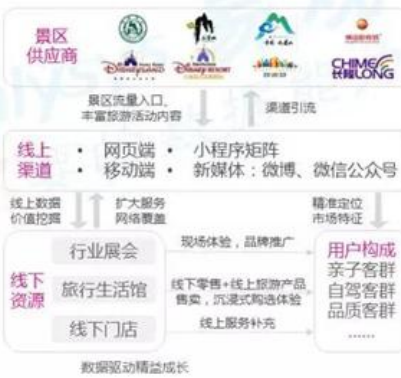 景区
供应商
DISNEYLAND
DISNEY RESORT
CHIMELONG
长隆
景区流量入口、
丰富旅游活动内容
渠道引流
线上
渠道
• 网页端 • 小程序矩阵
• 移动端 • 新媒体：微博、微信公众号
线上数据
价值挖掘
扩大服务
网络覆盖
精准定位
市场特征
线下
资源
行业展会
旅行生活馆
线下门店
现场体验，品牌推广
线下零售+线上旅游产品
售卖，沉浸式购选体验
线上服务补充
用户构成
亲子客群
自驾客群
品质客群
......
数据驱动精益成长